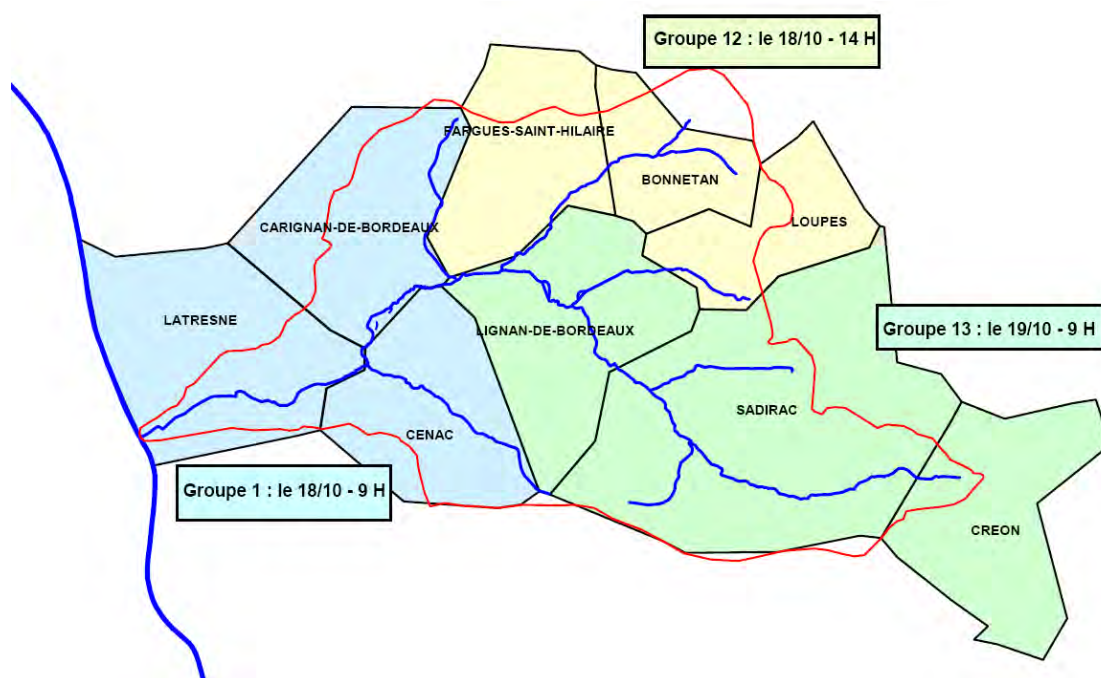 Groupe 12 : le 18/10 - 14 H
FARGUES-SAINT-HILAIRE
BONNETAN
LOUPES
CARIGNAN-DE-BORDEAUX
LATRESNE
LIGNAN-DE-BORDEAUX
Groupe 13 : le 19/10 - 9 H
SADIRAC
CENAC
Groupe 1 : le 18/10 - 9 H
CREON